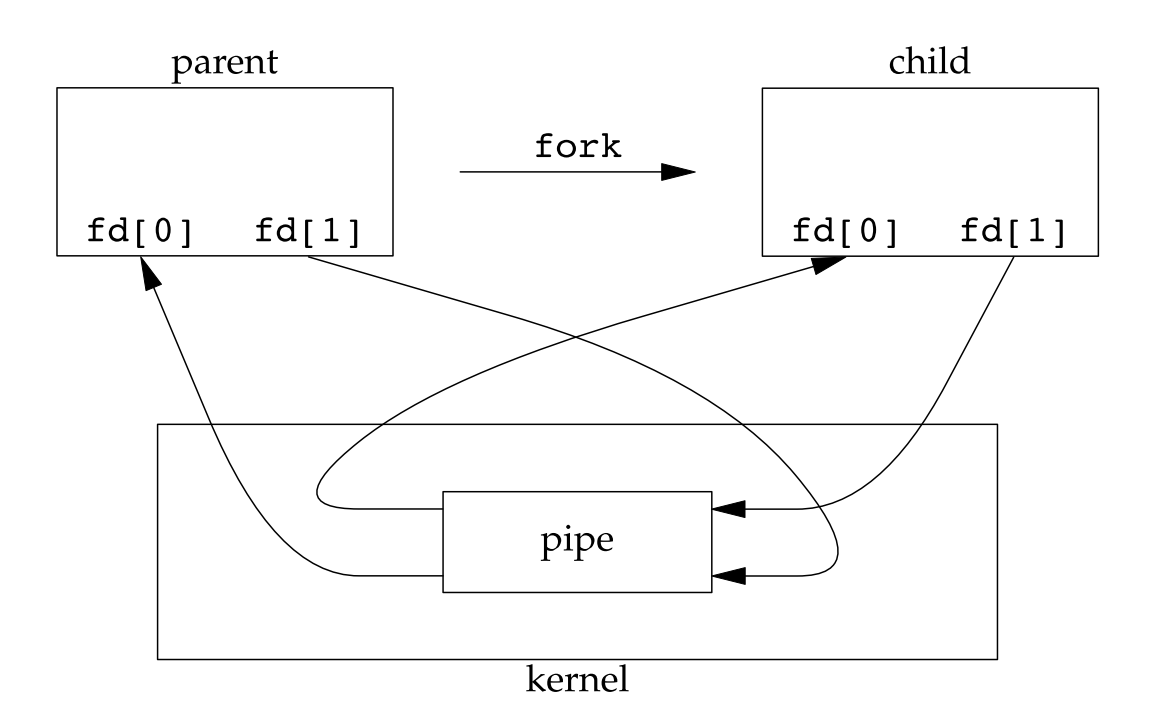 parent
child
fork
fd[0]
fd[1]
fd[0]
fd[1]
pipe
kernel